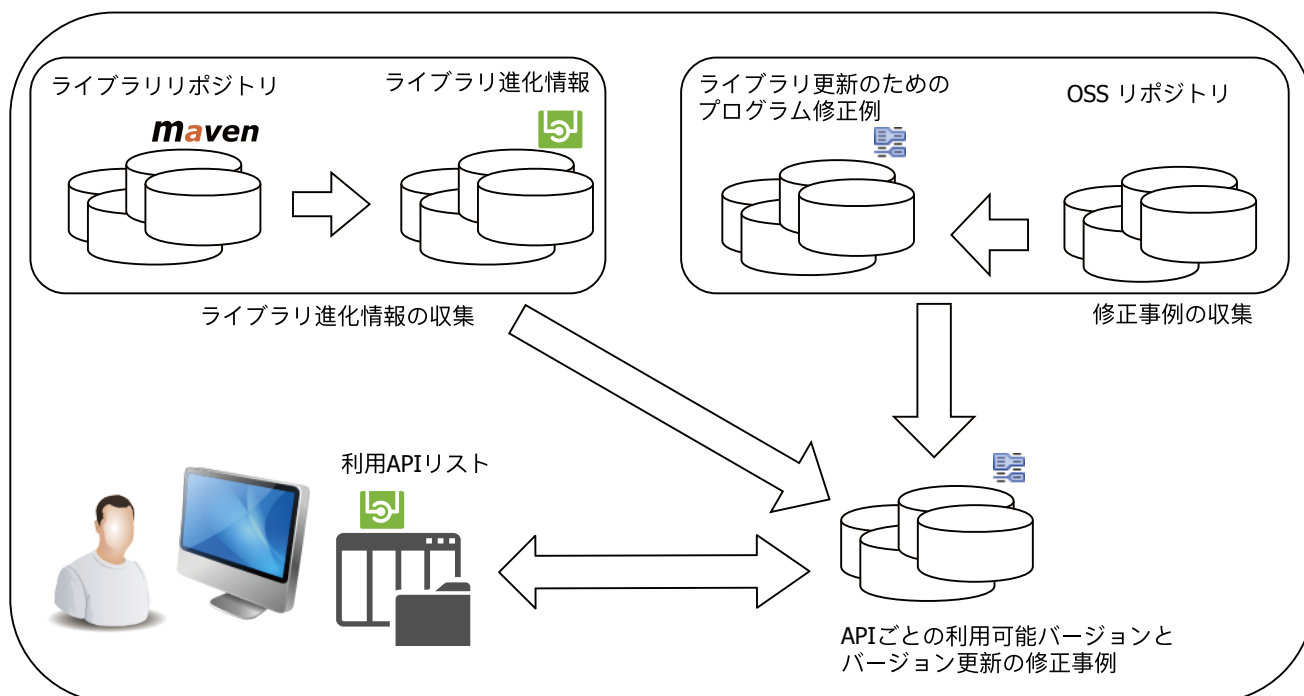 ライブラリリポジトリ
maven
ライブラリ進化情報
ライブラリ進化情報の収集
ライブラリ更新のための
プログラム修正例
OSS リポジトリ
修正事例の収集
利用APIリスト
APIごとの利用可能バージョンと
バージョン更新の修正事例